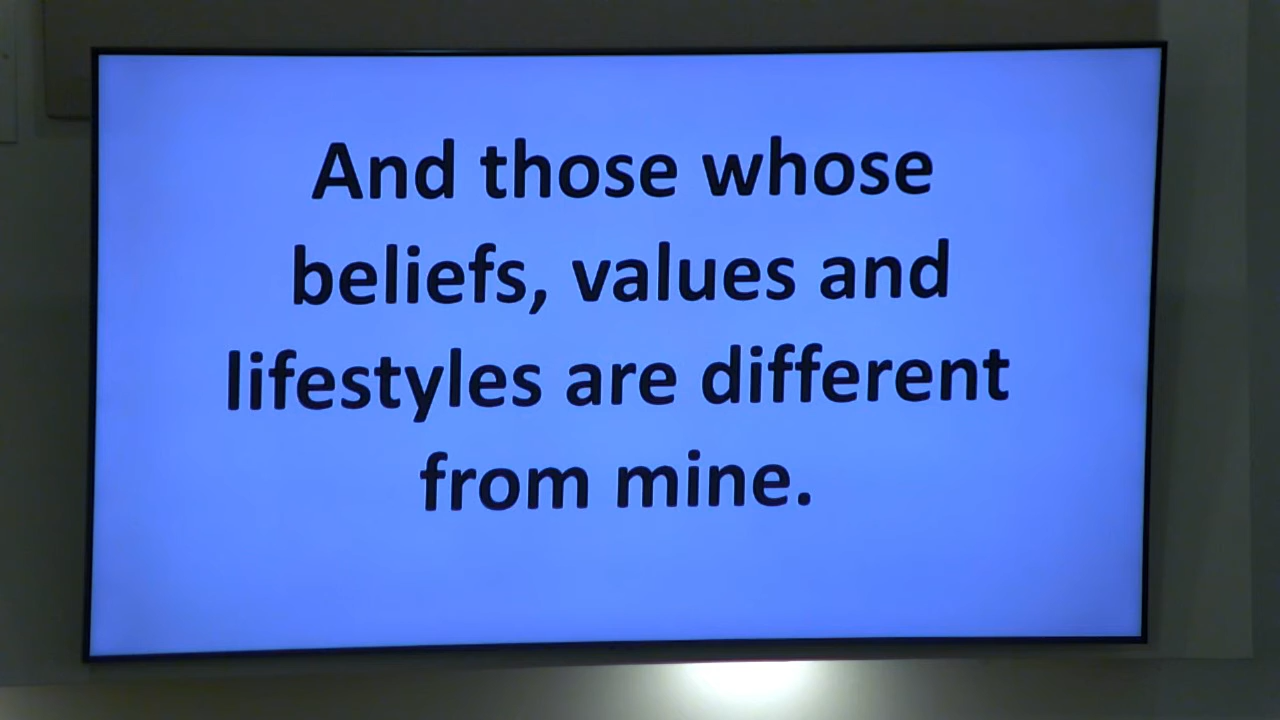 And those whose
beliefs, values and
lifestyles are different
from mine.